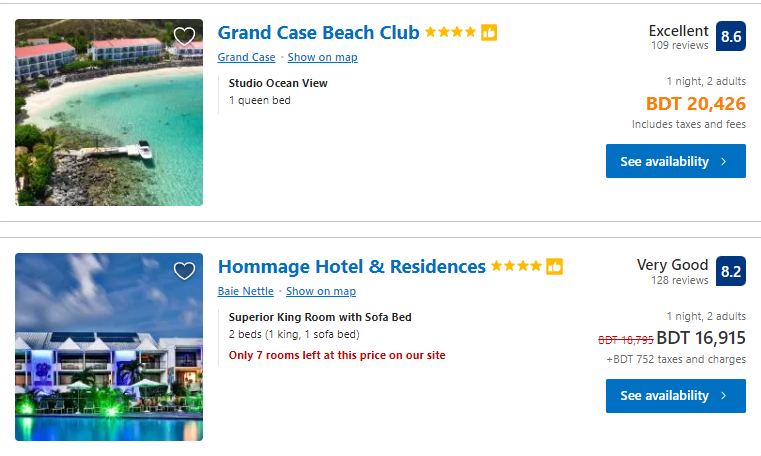 Grand Case Beach Club
Grand Case · Show on map
Studio Ocean View
1 queen bed
Excellent
109 reviews
8.6
1 night, 2 adults
BDT 20,426
Includes taxes and fees
See availability
Hommage Hotel & Residences
Baie Nettle · Show on map
Superior King Room with Sofa Bed
2 beds (1 king, 1 sofa bed)
Only 7 rooms left at this price on our site
Very Good
128 reviews
8.2
1 night, 2 adults
BDT 18,795 BDT 16,915
+BDT 752 taxes and charges
See availability